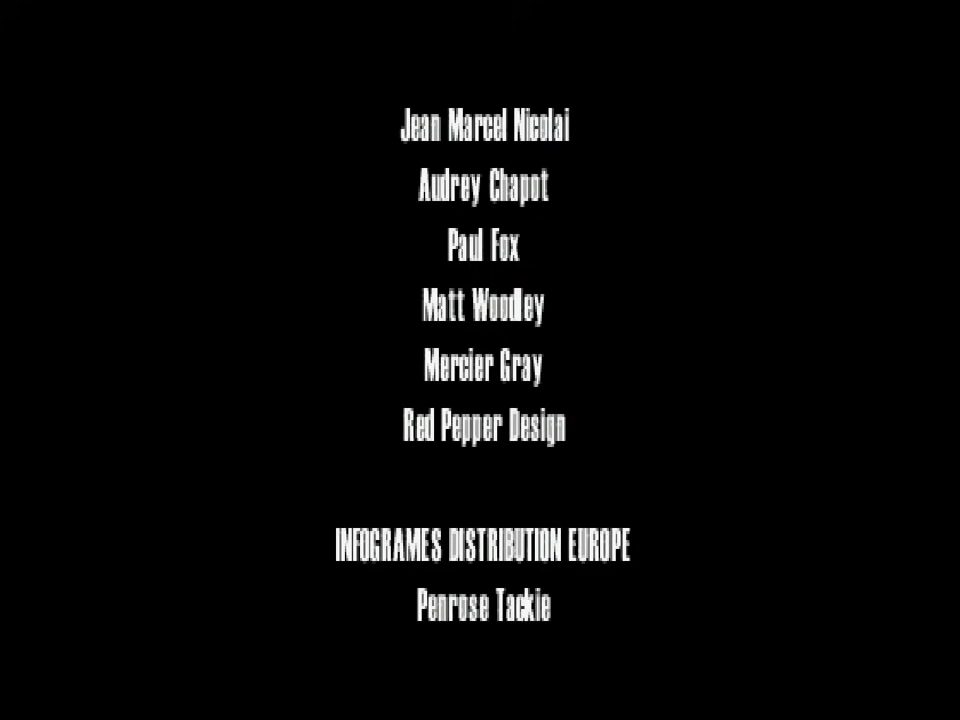 Jean Marcel Nicolai
Audrey Chapot
Paul Fox
Matt Woodley
Mercier Gray
Red Pepper Design
INFOGRAMES DISTRIBUTION EUROPE
Penrose Tackie